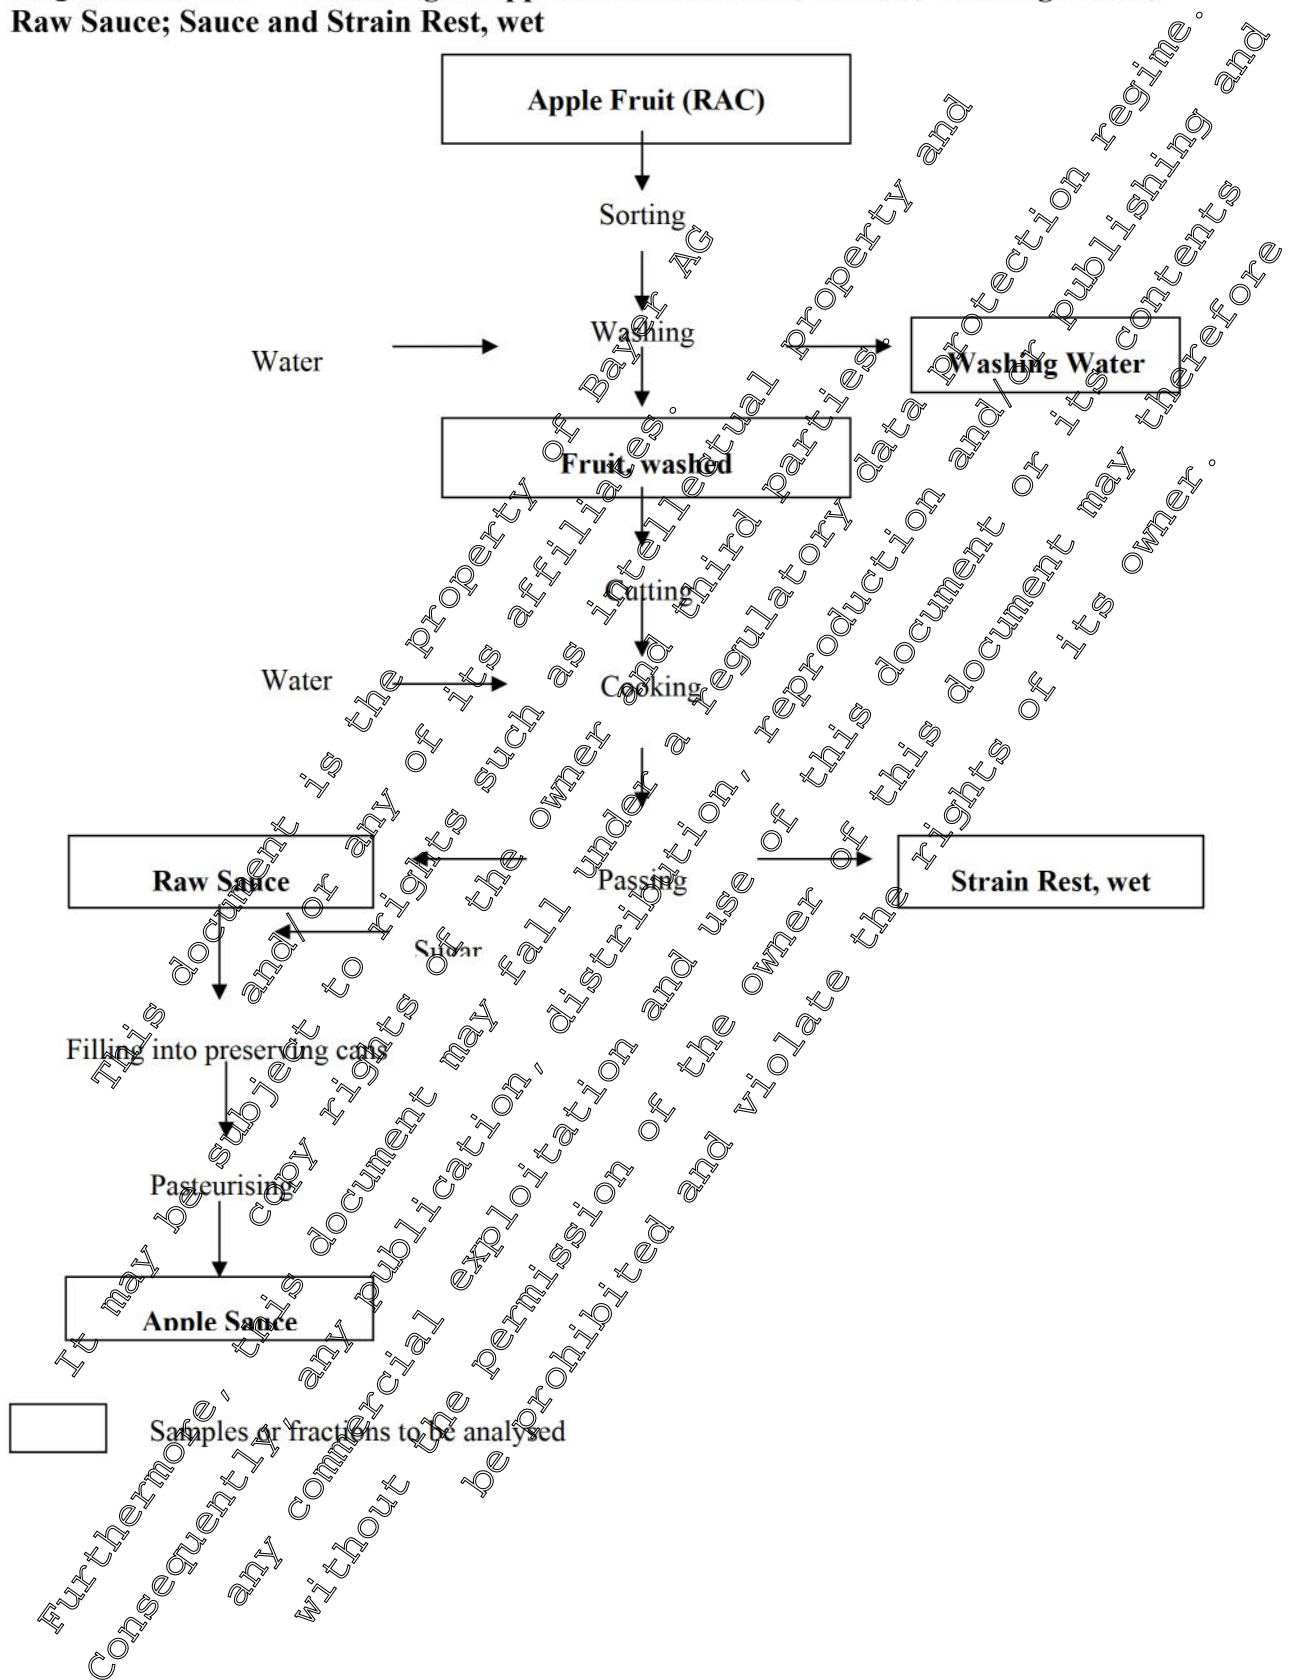 Raw Sauce; Sauce and Strain Rest, wet
Apple Fruit (RAC)
Sorting
Washing
Water
Washing Water
Fruit, washed
Cutting
Water
Cooking
Raw Sauce
Passing
Strain Rest, wet
Sugar
Filling into preserving cans
Pasteurising
Apple Sauce
Samples or fractions to be analysed
This document is the property of Bayer AG
and/or any of its affiliates.
It may be subject to rights such as intellectual property and
copy rights of the owner and third parties.
Furthermore, this document may fall under a regulatory data protection regime.
Consequently, any publication, distribution, reproduction and/or publishing and
any commercial exploitation and use of this document or its contents
without the permission of the owner of this document may therefore
be prohibited and violate the rights of its owner.